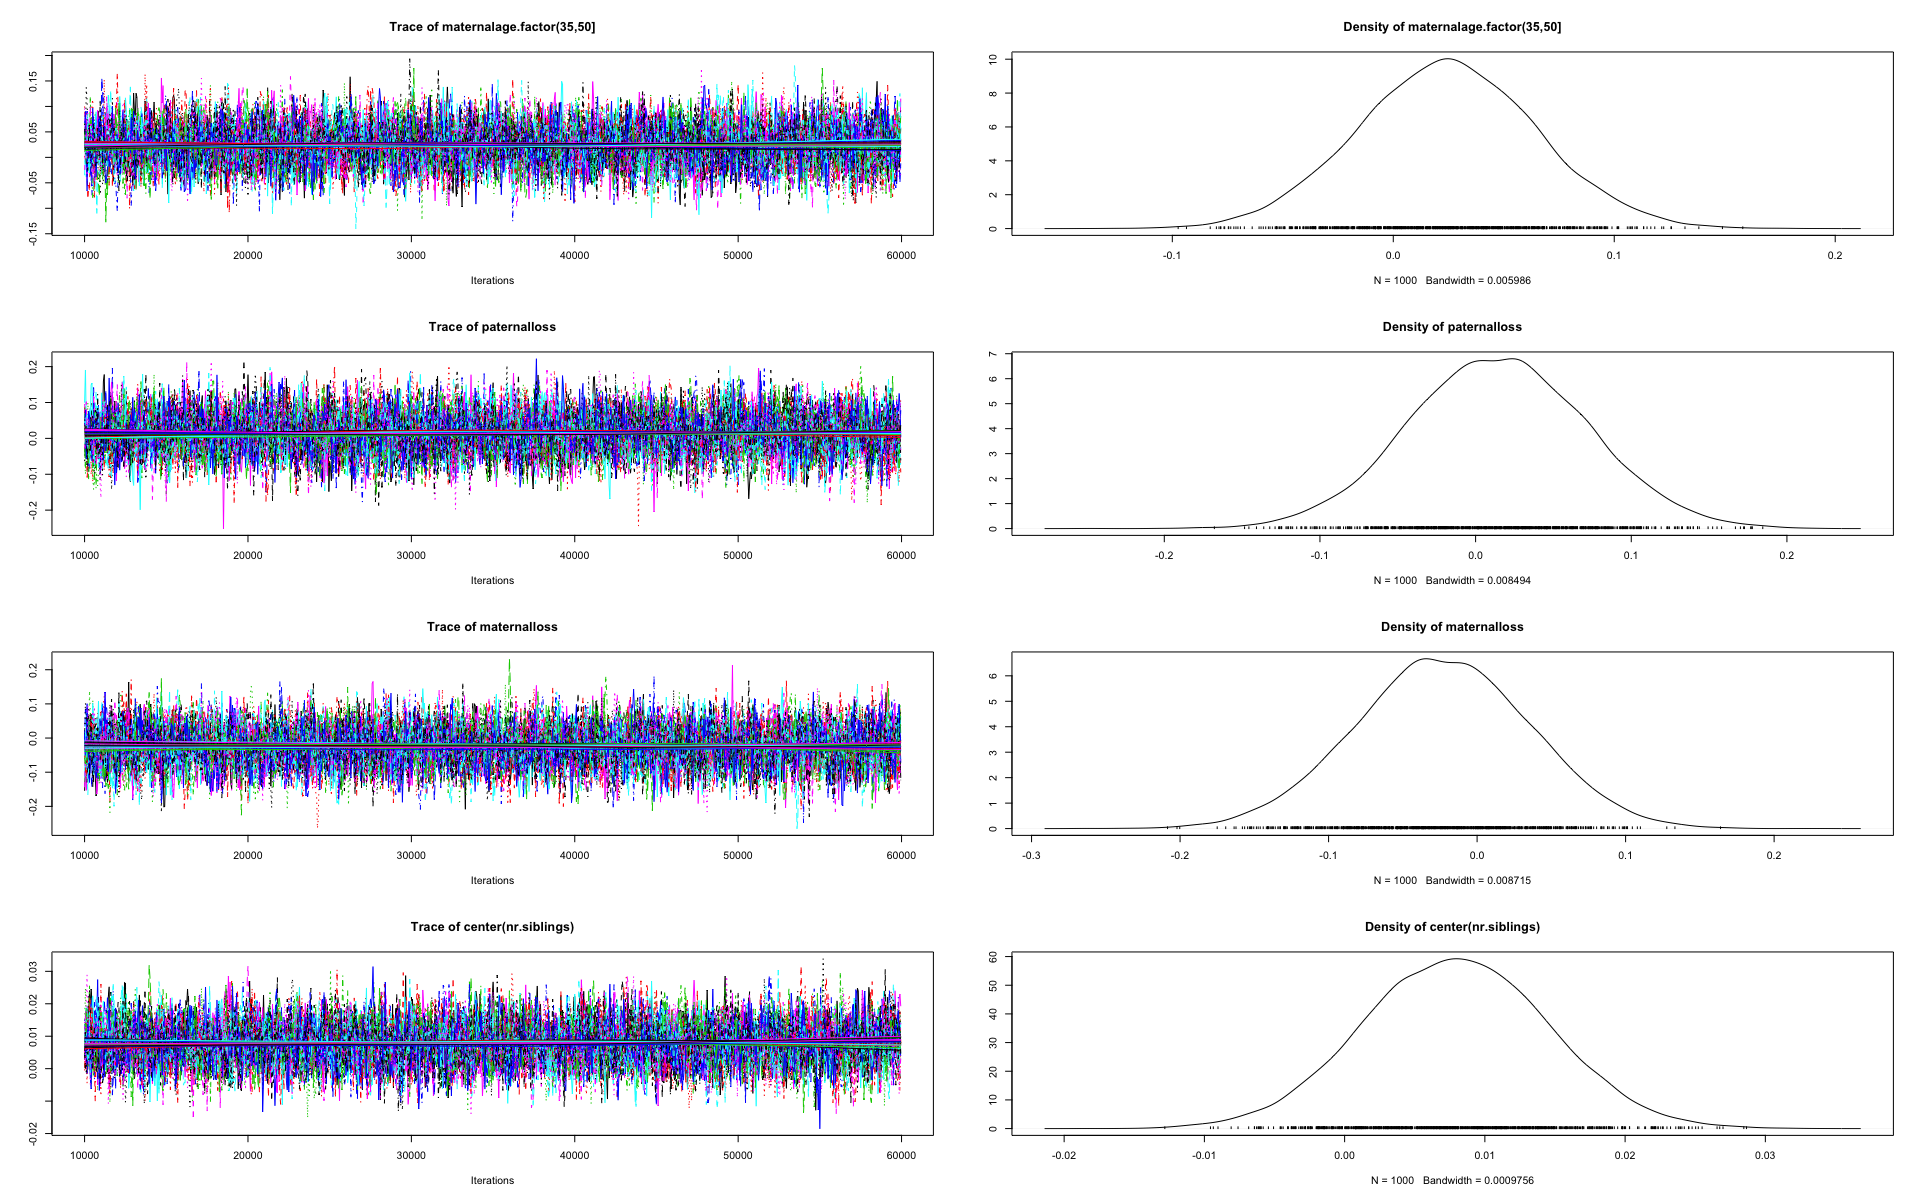 Trace of maternalage.factor(35,50]
0.15
0.05
-0.05
-0.15
10000 20000 30000 40000 50000 60000
Iterations
Density of maternalage.factor(35,50]
10
8
6
4
2
0
-0.1 0.0 0.1 0.2
N = 1000 Bandwidth = 0.005986
Trace of paternalloss
0.2
0.1
0.0
-0.1
-0.2
10000 20000 30000 40000 50000 60000
Iterations
Density of paternalloss
7
6
5
4
3
2
1
0
-0.2 -0.1 0.0 0.1 0.2
N = 1000 Bandwidth = 0.008494
Trace of maternalloss
0.2
0.1
0.0
-0.1
-0.2
10000 20000 30000 40000 50000 60000
Iterations
Density of maternalloss
6
5
4
3
2
1
0
-0.3 -0.2 -0.1 0.0 0.1 0.2
N = 1000 Bandwidth = 0.008715
Trace of center(nr.siblings)
0.03
0.02
0.01
0.00
-0.02
10000 20000 30000 40000 50000 60000
Iterations
Density of center(nr.siblings)
60
50
40
30
20
10
0
-0.02 -0.01 0.00 0.01 0.02 0.03
N = 1000 Bandwidth = 0.0009756